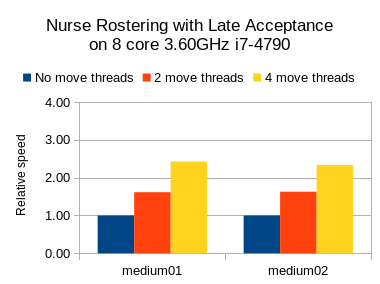 Nurse Rostering with Late Acceptance
on 8 core 3.60GHz i7-4790
No move threads 2 move threads 4 move threads
Relative speed
4.00
3.00
2.00
1.00
0.00
medium01 medium02